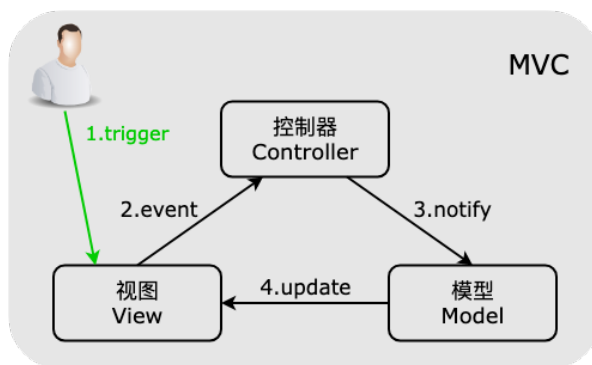 MVC
1.trigger
控制器
Controller
2.event
3.notify
视图
View
4.update
模型
Model